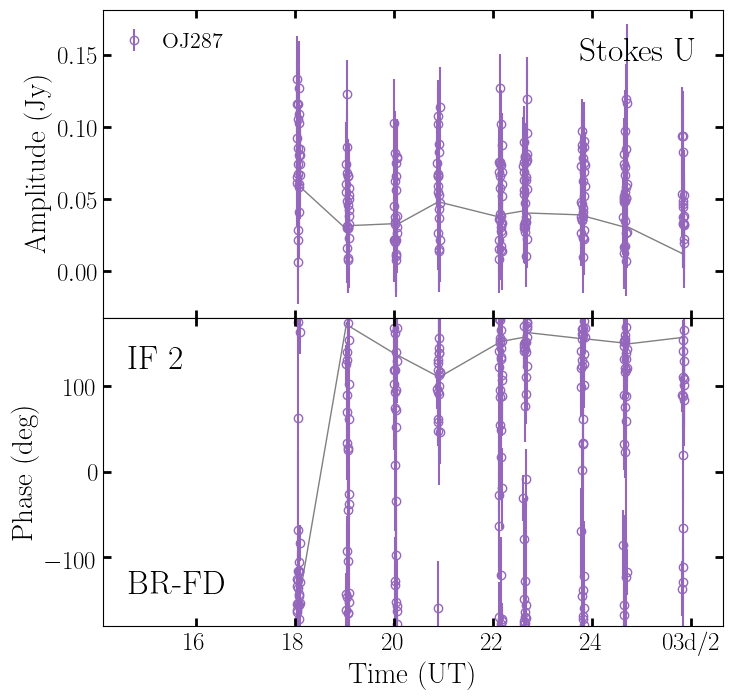 OJ287
Stokes U
0.15
0.10
0.05
0.00
Amplitude (Jy)
IF 2
100
0
−100
Phase (deg)
BR-FD
16 18 20 22 24 03d/2
Time (UT)